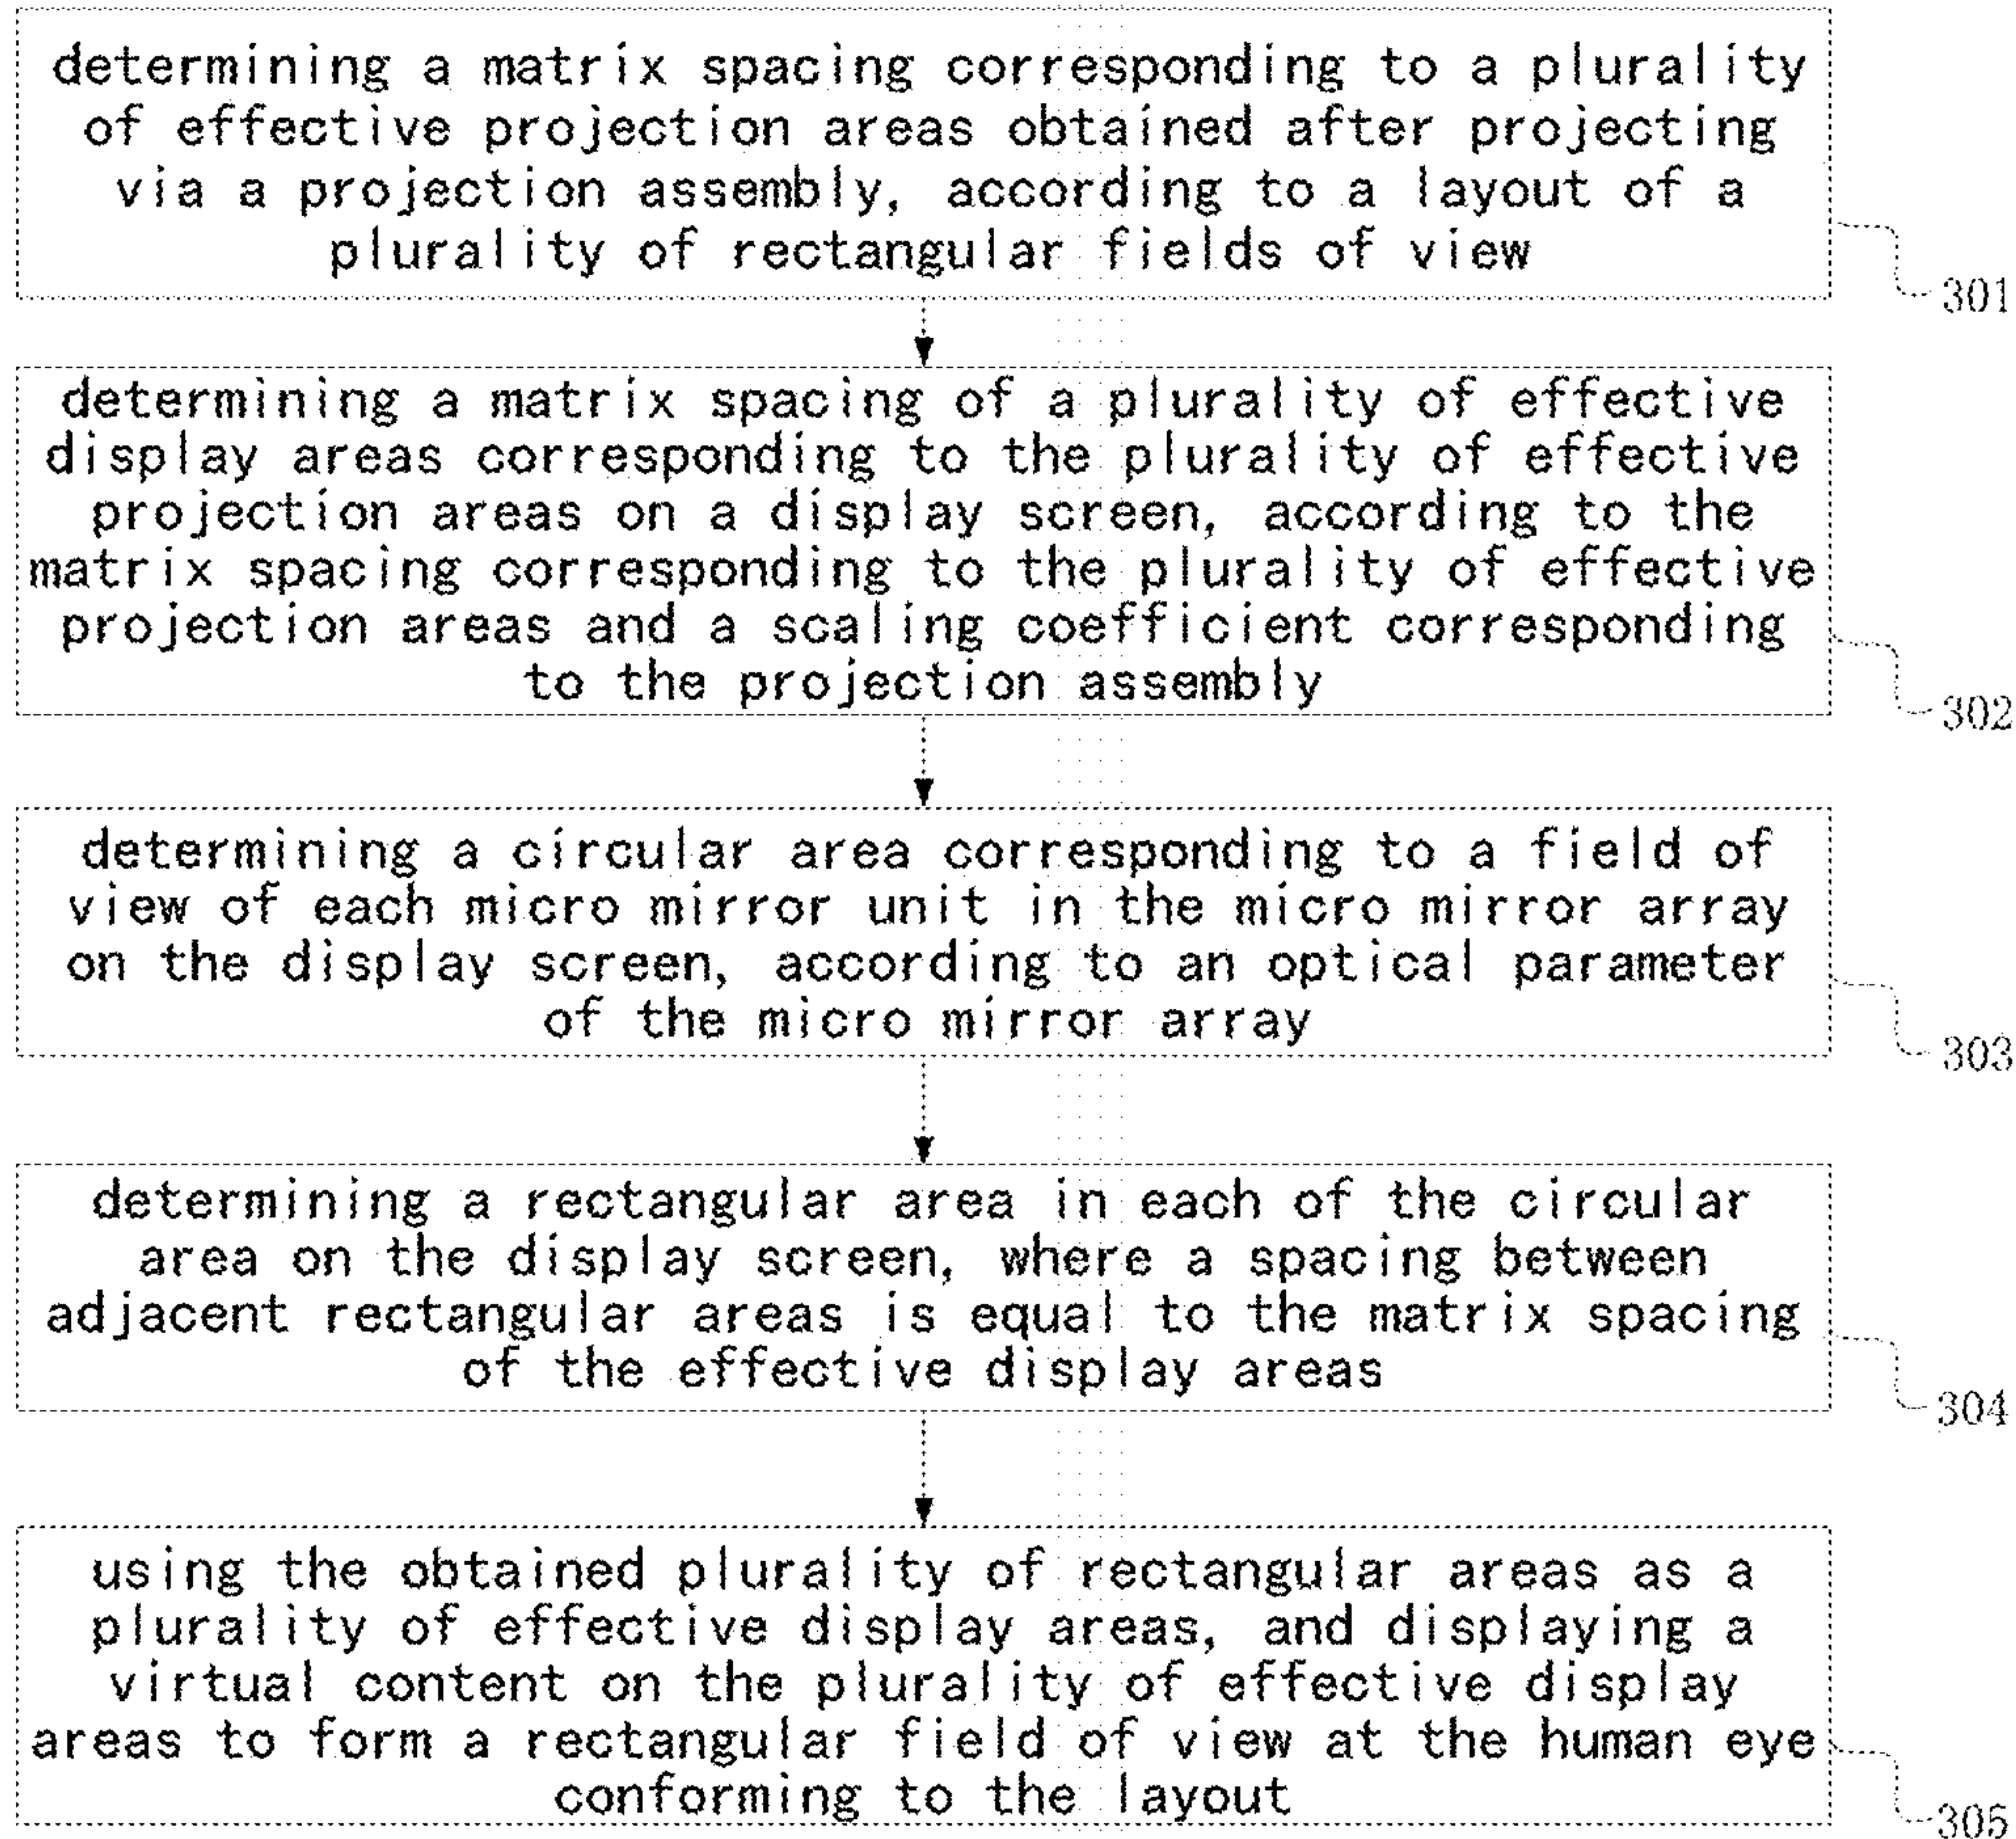 determining a matrix spacing corresponding to a plurality
of effective projection areas obtained after projecting
via a projection assembly, according to a layout of a
plurality of rectangular fields of view
301
determining a matrix spacing of a plurality of effective
display areas corresponding to the plurality of effective
projection areas on a display screen, according to the
matrix spacing corresponding to the plurality of effective
projection areas and a scaling coefficient corresponding
to the projection assembly
302
determining a circular area corresponding to a field of
view of each micro mirror unit in the micro mirror array
on the display screen, according to an optical parameter
of the micro mirror array
303
determining a rectangular area in each of the circular
area on the display screen, where a spacing between
adjacent rectangular areas is equal to the matrix spacing
of the effective display areas
304
using the obtained plurality of rectangular areas as a
plurality of effective display areas, and displaying a
virtual content on the plurality of effective display
areas to form a rectangular field of view at the human eye
conforming to the layout
305